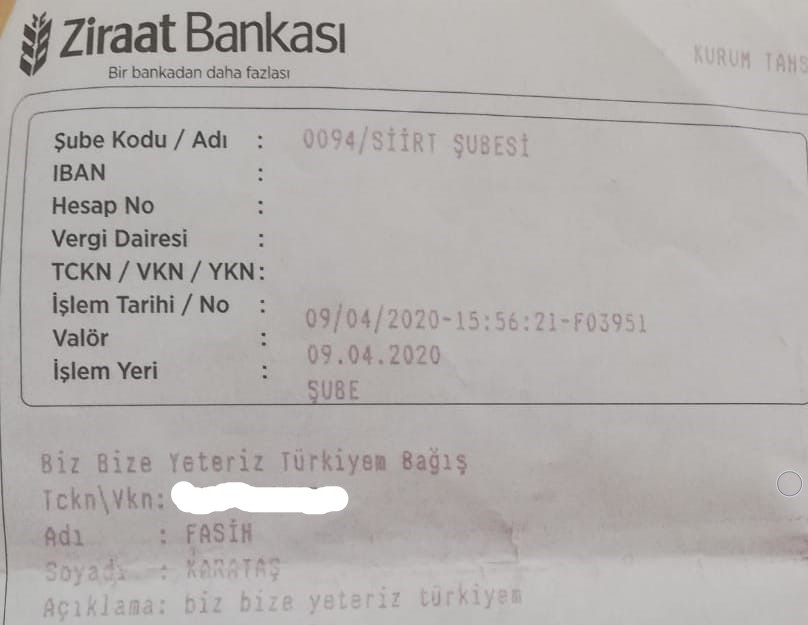 Ziraat Bankası
Bir bankadan daha fazlası
KURUM TAHS
Şube Kodu / Adı : 0094/SİİRT ŞUBESİ
IBAN :
Hesap No :
Vergi Dairesi :
TCKN / VKN / YKN :
İşlem Tarihi / No : 09/04/2020-15:56:21-F03951
Valör : 09.04.2020
İşlem Yeri : ŞUBE
Biz Bize Yeteriz Türkiyem Bağış
Tckn\Vkn:
Adı : FASİH
Soyadı : KARATAŞ
Açıklama: biz bize yeteriz türkiyem